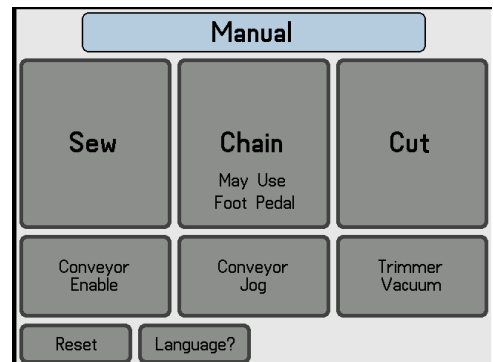 Manual
Sew
Chain
May Use
Foot Pedal
Cut
Conveyor
Enable
Conveyor
Jog
Trimmer
Vacuum
Reset
Language?